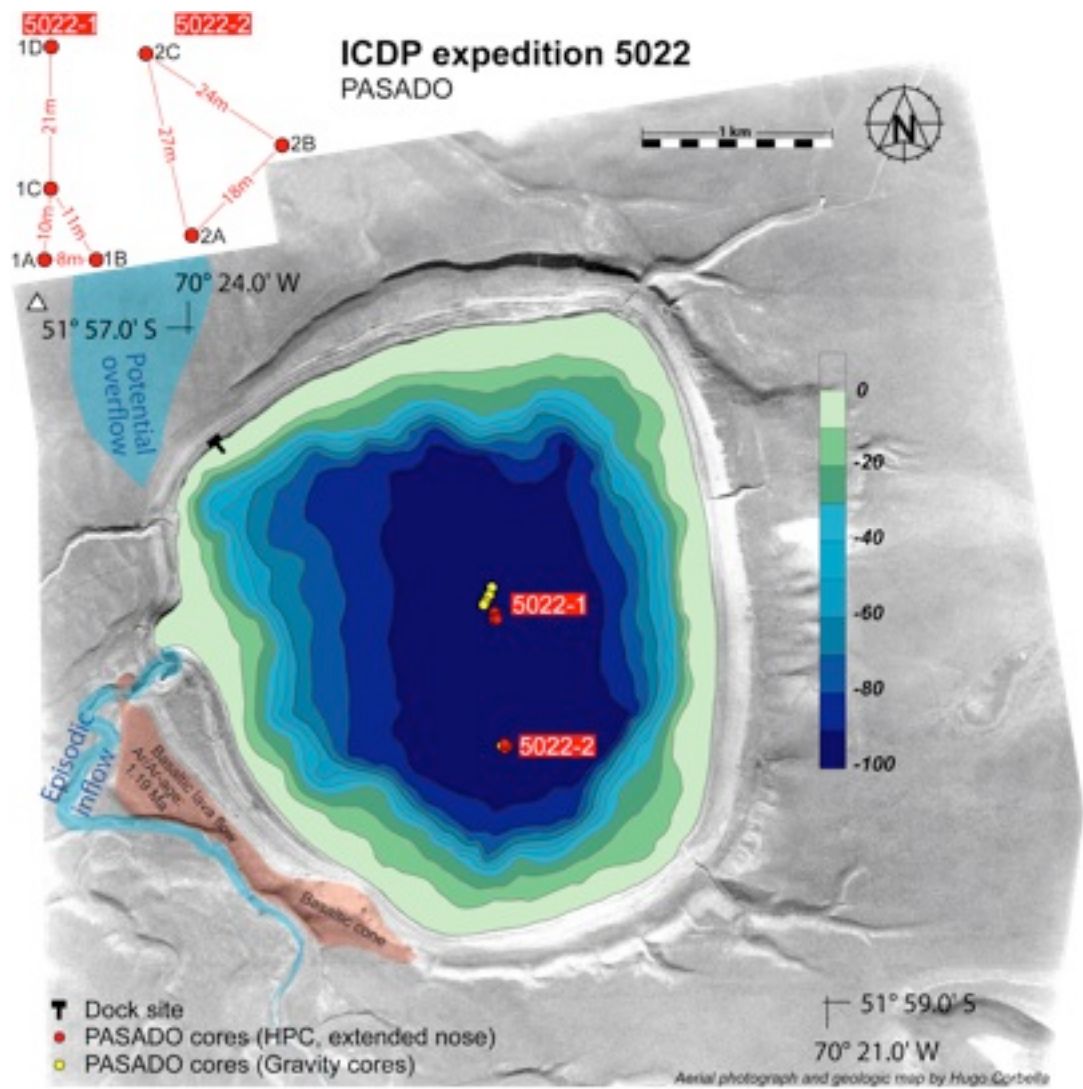 5022-1
5022-2
ICDP expedition 5022
PASADO
1D
2C
24m
21m
27m
2B
1C
18m
10m
11m
2A
1A
8m
1B
1 km
N
70° 24.0' W
51° 57.0' S
Potential
overflow
0
-20
-40
-60
-80
-100
5022-1
5022-2
Episodic
inflow
Basaltic lava flow
Ar/Ar-age:
1.19 Ma
Basaltic cone
Dock site
PASADO cores (HPC, extended nose)
PASADO cores (Gravity cores)
51° 59.0' S
70° 21.0' W
Aerial photograph and geologic map by Hugo Corbella